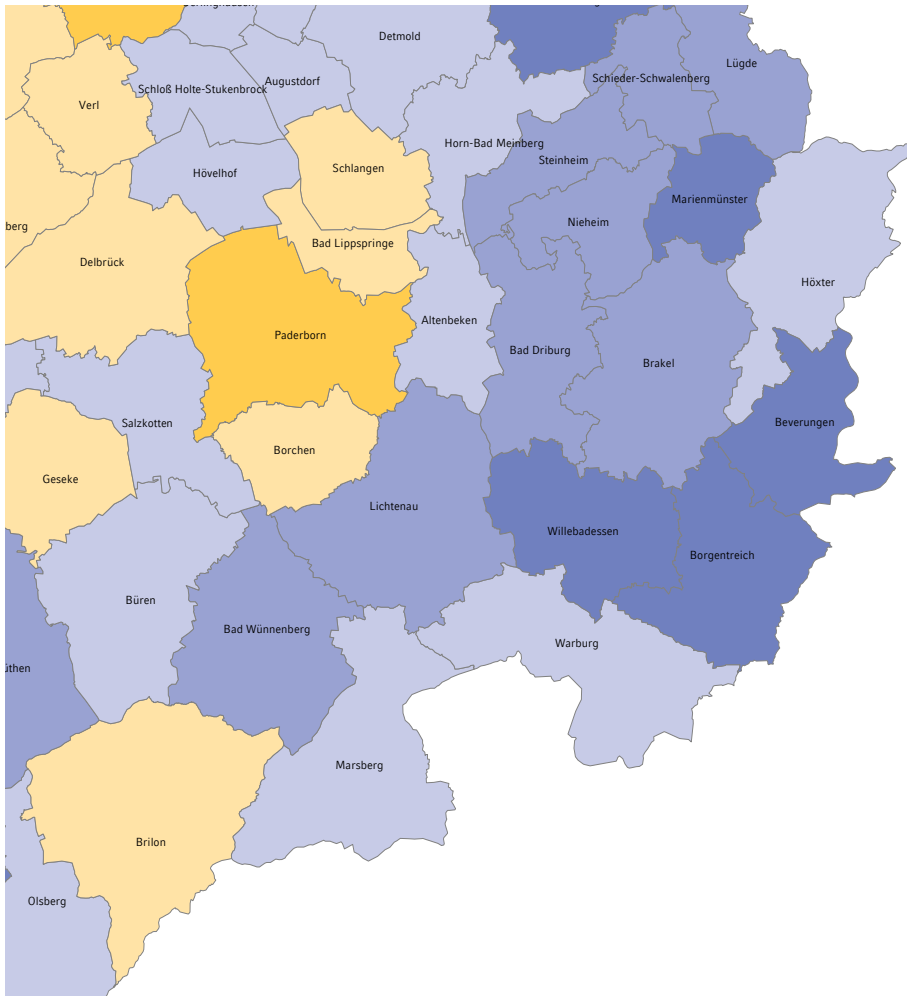 Detmold
Lügde
Schieder-Schwalenberg
Augustdorf
Schloß Holte-Stukenbrock
Verl
Horn-Bad Meinberg
Steinheim
Schlangen
Hövelhof
Marienmünster
Nieheim
berg
Bad Lippspringe
Delbrück
Höxter
Altenbeken
Paderborn
Bad Driburg
Brakel
Salzkotten
Beverungen
Borchen
Geseke
Lichtenau
Willebadessen
Borgentreich
Büren
Bad Wünnenberg
Warburg
üthen
Marsberg
Brilon
Olsberg